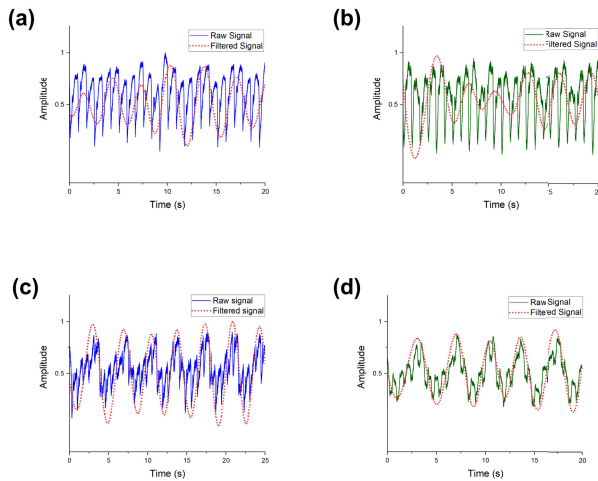 (a)
Raw Signal
Filtered Signal
Amplitude
1
0.5
0
5
10
15
20
Time (s)
(b)
Raw Signal
Filtered Signal
Amplitude
1
0.5
0
5
10
15
20
Time (s)
(c)
Raw signal
Filtered signal
Amplitude
1
0.5
0
5
10
15
20
25
Time (s)
(d)
Raw Signal
Filtered Signal
Amplitude
1
0.5
0
5
10
15
20
Time (s)